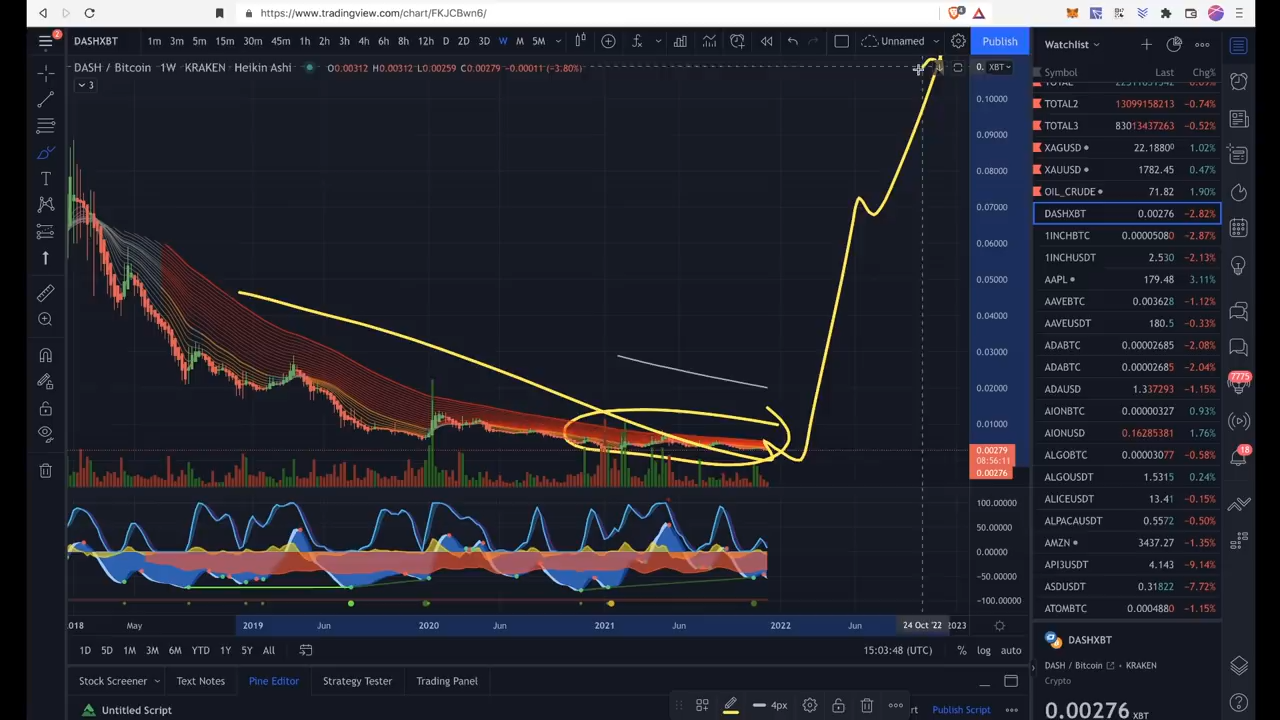 https://www.tradingview.com/chart/FKJCBwn6/
4
2
DASHXBT
1m 3m 5m 15m 30m 1h 2h 3h 4h 6h 8h 12h D 2D 3D W M 5M
Unnamed
Publish
Watchlist
DASH / Bitcoin 1W KRAKEN Heikin Ashi O0.00312 H0.00312 L0.00259 C0.00279 -0.00011 (-3.80%)
3
0. XBT
0.10000
0.09000
0.08000
0.07000
0.06000
0.05000
0.04000
0.03000
0.02000
0.01000
0.00279
08:56:11
0.00276
100.00000
50.00000
0.00000
-50.00000
-100.00000
2018 May 2019 Jun 2020 Jun 2021 Jun 2022 Jun 24 Oct '22 2023
1D 5D 1M 3M 6M YTD 1Y 5Y All
15:03:48 (UTC) % log auto
Stock Screener Text Notes Pine Editor Strategy Tester Trading Panel
Untitled Script
4px
Publish Script
Symbol Last Chg%
TOTAL
TOTAL2 13099158213 -0.74%
TOTAL3 83013437263 -0.52%
XAGUSD 22.1880⁰ 1.02%
XAUUSD 1782.45 0.47%
OIL_CRUDE 71.82 1.90%
DASHXBT 0.00276 -2.82%
1INCHBTC 0.00005080 -2.87%
1INCHUSDT 2.530 -2.13%
AAPL 179.48 3.11%
AAVEBTC 0.003628 -1.12%
AAVEUSDT 180.5 -0.33%
ADABTC 0.00002685 -2.08%
ADABTC 0.00002685 -2.04%
ADAUSD 1.337293 -1.15%
AIONBTC 0.00000327 0.93%
AIONUSD 0.16285381 1.76%
ALGOBTC 0.00003077 -0.58%
ALGOUSDT 1.5315 0.24%
ALICEUSDT 13.41 -0.15%
ALPACAUSDT 0.5572 -0.50%
AMZN 3437.27 -1.35%
API3USDT 4.143 -9.14%
ASDUSDT 0.31822 -7.72%
ATOMBTC 0.0004880 -1.15%
DASHXBT
DASH / Bitcoin KRAKEN
Crypto
0.00276 XBT
7775
18